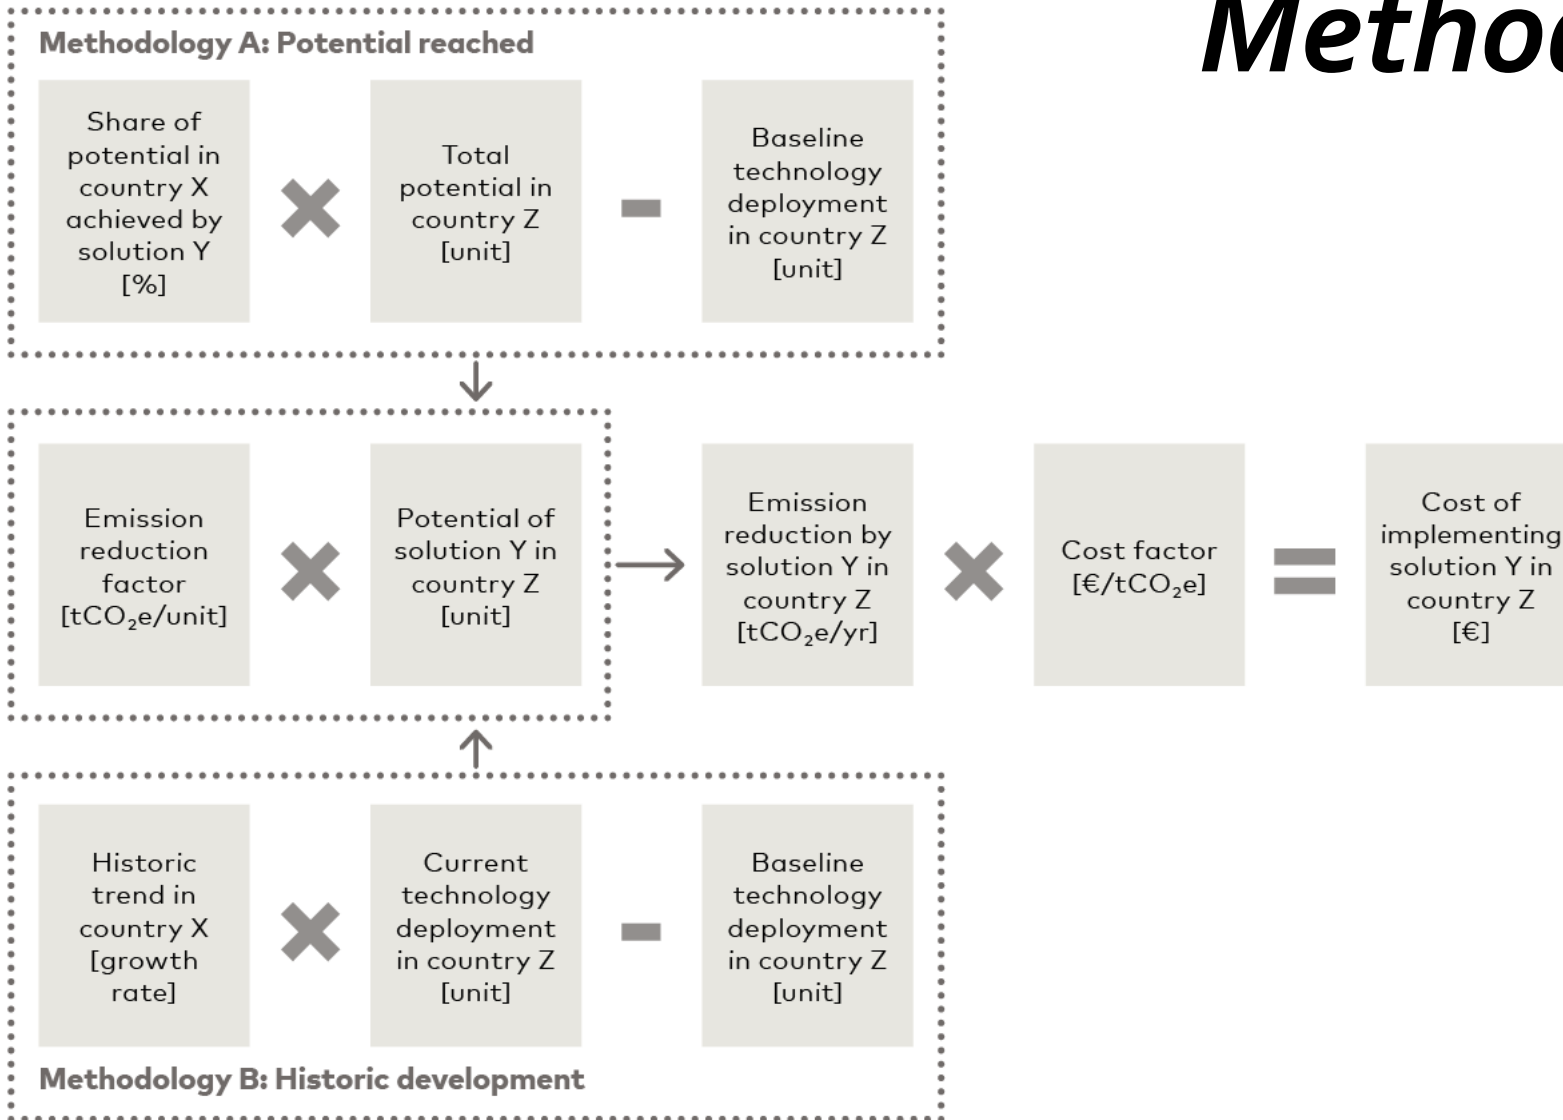 Method
Methodology A: Potential reached
Share of
potential in
country X
achieved by
solution Y
[%]
Total
potential in
country Z
[unit]
Baseline
technology
deployment
in country Z
[unit]
Emission
reduction
factor
[tCO₂e/unit]
Potential of
solution Y in
country Z
[unit]
Emission
reduction by
solution Y in
country Z
[tCO₂e/yr]
Cost factor
[€/tCO₂e]
Cost of
implementing
solution Y in
country Z
[€]
Historic
trend in
country X
[growth
rate]
Current
technology
deployment
in country Z
[unit]
Baseline
technology
deployment
in country Z
[unit]
Methodology B: Historic development